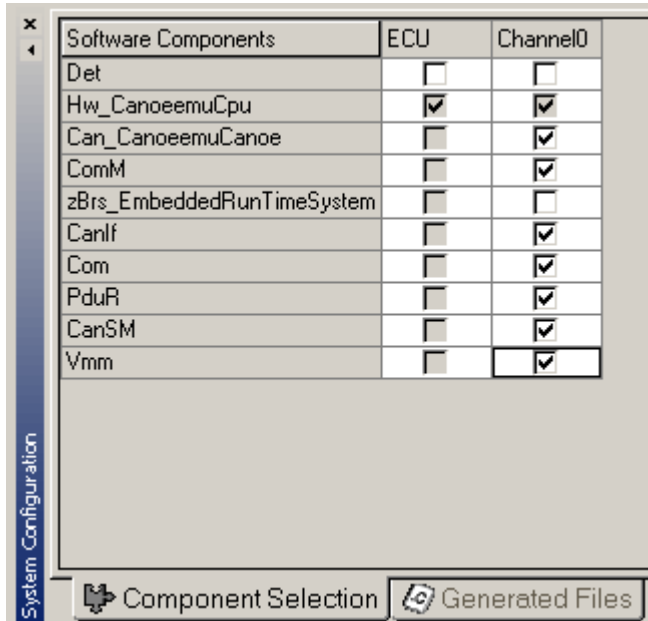 Software Components ECU Channel0
Det
Hw_CanoeemuCpu
Can_CanoeemuCanoe
ComM
zBrs_EmbeddedRunTimeSystem
CanIf
Com
PduR
CanSM
Vmm
System Configuration
Component Selection Generated Files